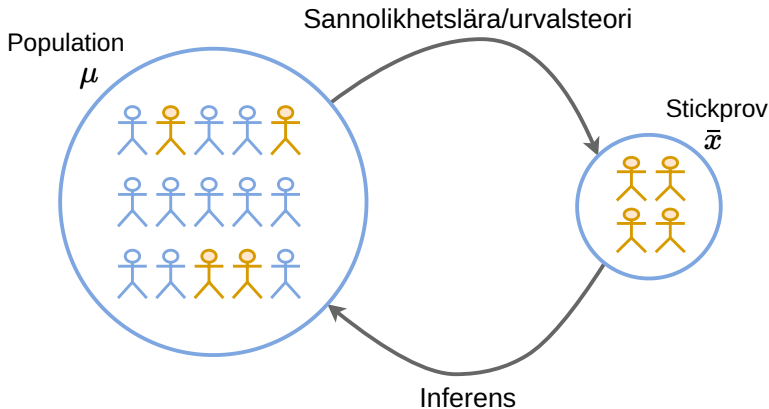 Sannolikhetslära/urvalsteori
Population
μ
Stickprov
x̄
Inferens